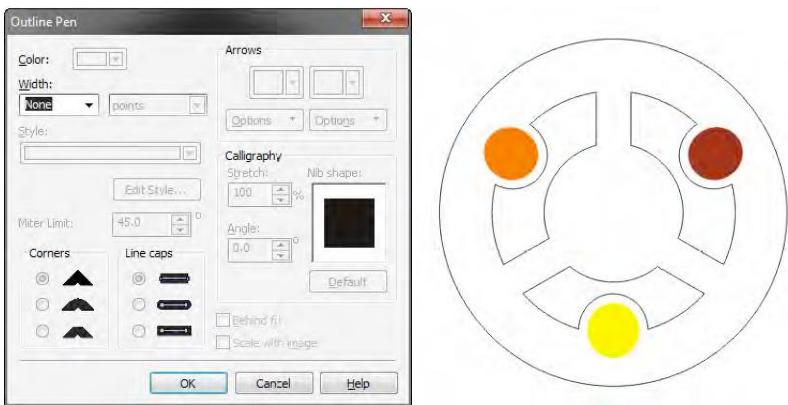 Outline Pen
Color:
Width:
None
points
Style:
Edit Style...
Miter Limit:
45.0
°
Corners
Line caps
Arrows
Options
Options
Calligraphy
Stretch:
Nib shape:
100
%
Angle:
0.0
°
Default
Behind fill
Scale with image
OK
Cancel
Help